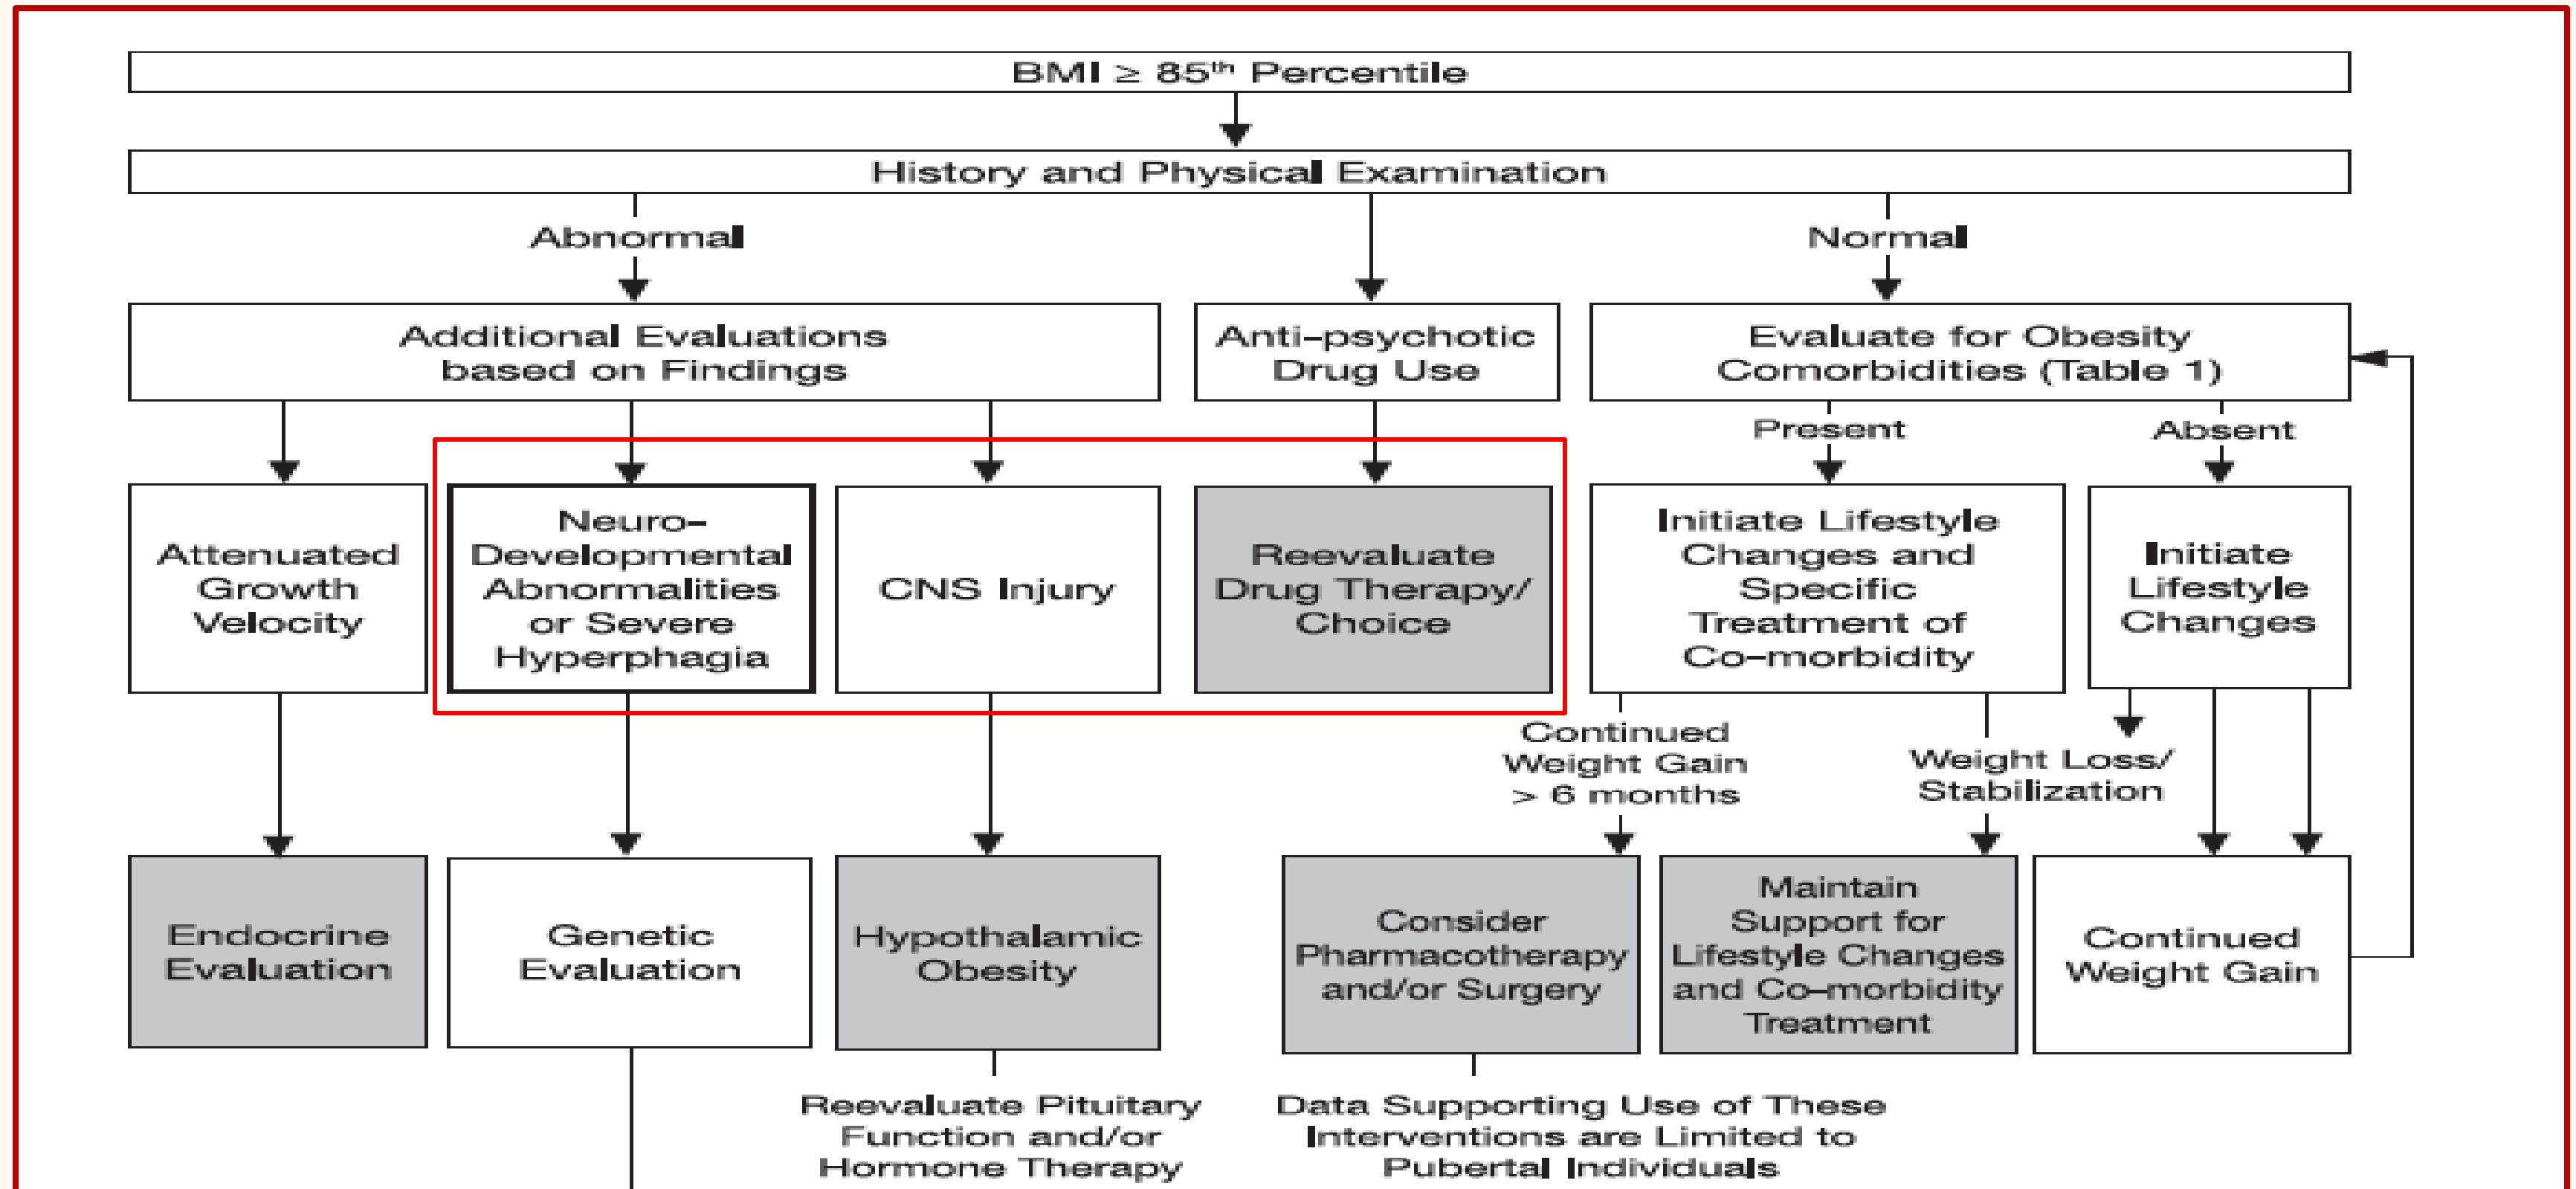 BMI ≥ 85th Percentile
History and Physical Examination
Abnormal
Normal
Additional Evaluations
based on Findings
Anti-psychotic
Drug Use
Evaluate for Obesity
Comorbidities (Table 1)
Present
Absent
Attenuated
Growth
Velocity
Neuro-
Developmental
Abnormalities
or Severe
Hyperphagia
CNS Injury
Reevaluate
Drug Therapy/
Choice
Initiate Lifestyle
Changes and
Specific
Treatment of
Co-morbidity
Initiate
Lifestyle
Changes
Continued
Weight Gain
> 6 months
Weight Loss/
Stabilization
Endocrine
Evaluation
Genetic
Evaluation
Hypothalamic
Obesity
Consider
Pharmacotherapy
and/or Surgery
Maintain
Support for
Lifestyle Changes
and Co-morbidity
Treatment
Continued
Weight Gain
Reevaluate Pituitary
Function and/or
Hormone Therapy
Data Supporting Use of These
Interventions are Limited to
Pubertal Individuals